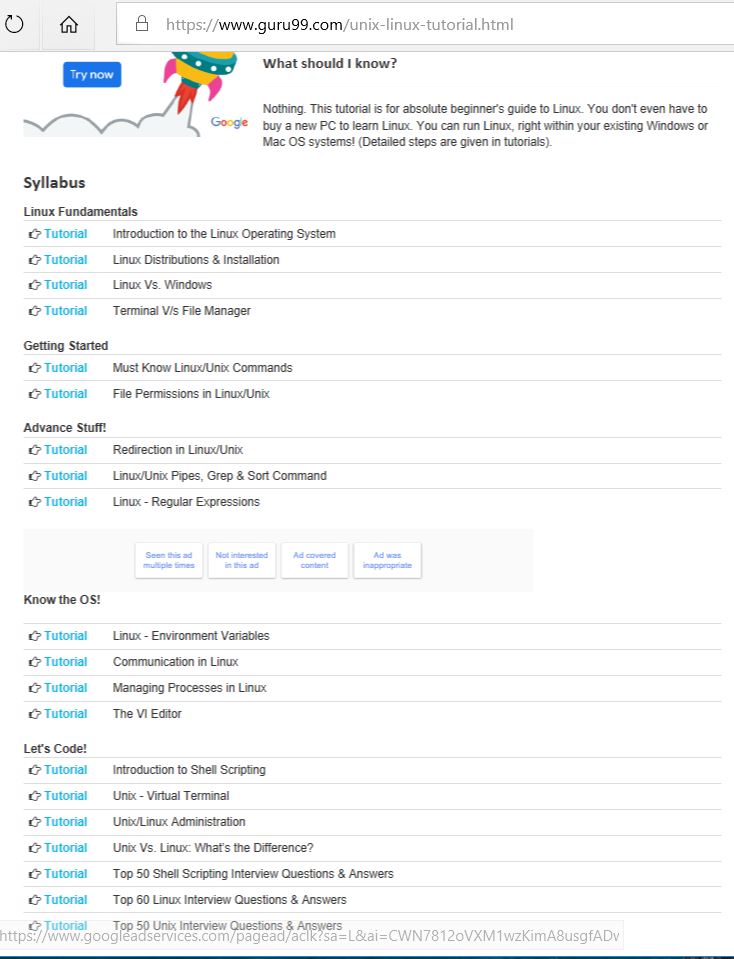 https://www.guru99.com/unix-linux-tutorial.html
Try now
Google
What should I know?
Nothing. This tutorial is for absolute beginner's guide to Linux. You don't even have to
buy a new PC to learn Linux. You can run Linux, right within your existing Windows or
Mac OS systems! (Detailed steps are given in tutorials).
Syllabus
Linux Fundamentals
Tutorial Introduction to the Linux Operating System
Tutorial Linux Distributions & Installation
Tutorial Linux Vs. Windows
Tutorial Terminal V/s File Manager
Getting Started
Tutorial Must Know Linux/Unix Commands
Tutorial File Permissions in Linux/Unix
Advance Stuff!
Tutorial Redirection in Linux/Unix
Tutorial Linux/Unix Pipes, Grep & Sort Command
Tutorial Linux - Regular Expressions
Seen this ad
multiple times
Not interested
in this ad
Ad covered
content
Ad was
inappropriate
Know the OS!
Tutorial Linux - Environment Variables
Tutorial Communication in Linux
Tutorial Managing Processes in Linux
Tutorial The VI Editor
Let's Code!
Tutorial Introduction to Shell Scripting
Tutorial Unix - Virtual Terminal
Tutorial Unix/Linux Administration
Tutorial Unix Vs. Linux: What's the Difference?
Tutorial Top 50 Shell Scripting Interview Questions & Answers
Tutorial Top 60 Linux Interview Questions & Answers
Tutorial Top 50 Unix Interview Questions & Answers
https://www.googleadservices.com/pagead/aclk?sa=L&ai=CWN7812oVXM1wzKimA8usgfADv